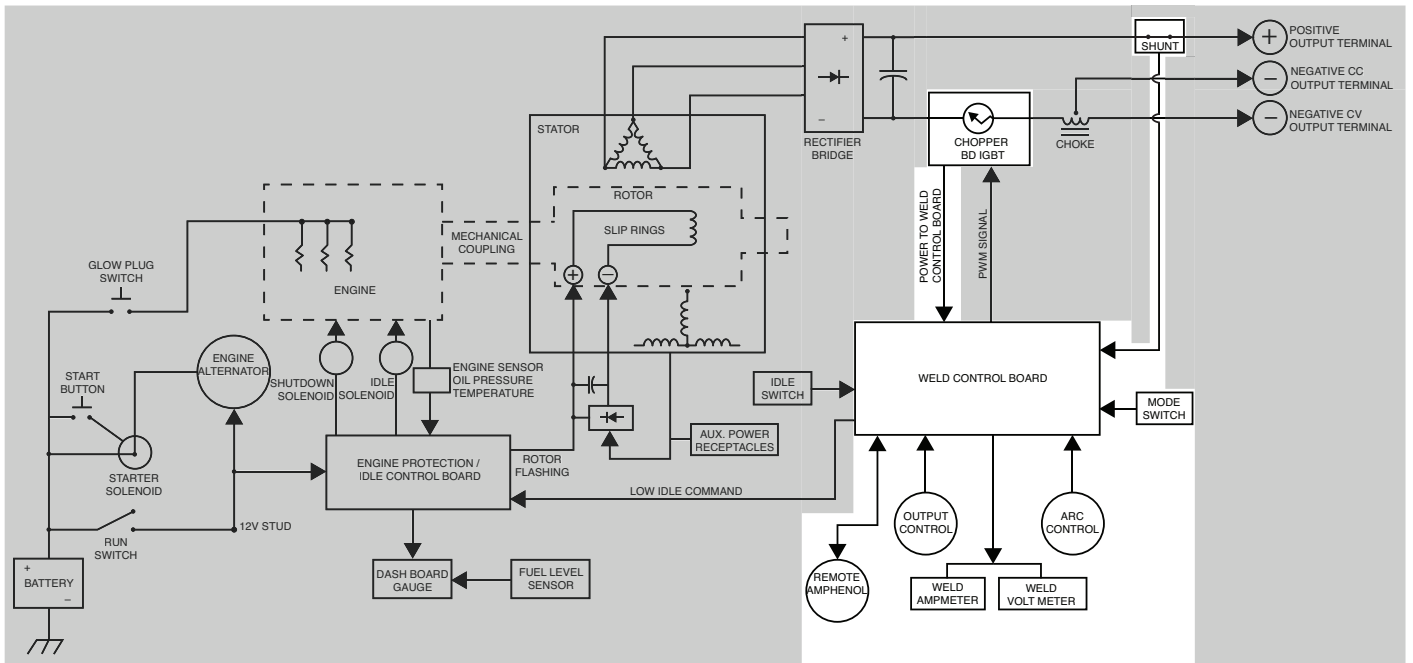 POSITIVE
OUTPUT TERMINAL
SHUNT
NEGATIVE CC
OUTPUT TERMINAL
NEGATIVE CV
OUTPUT TERMINAL
+
−
RECTIFIER
BRIDGE
CHOPPER
BD IGBT
CHOKE
STATOR
ROTOR
SLIP RINGS
MECHANICAL
COUPLING
POWER TO WELD
CONTROL BOARD
PWM SIGNAL
GLOW PLUG
SWITCH
ENGINE
ENGINE
ALTERNATOR
START
BUTTON
SHUTDOWN
SOLENOID
IDLE
SOLENOID
ENGINE SENSOR
OIL PRESSURE
TEMPERATURE
IDLE
SWITCH
WELD CONTROL BOARD
MODE
SWITCH
AUX. POWER
RECEPTACLES
STARTER
SOLENOID
ENGINE PROTECTION /
IDLE CONTROL BOARD
ROTOR
FLASHING
LOW IDLE COMMAND
12V STUD
RUN
SWITCH
OUTPUT
CONTROL
ARC
CONTROL
+
BATTERY
−
DASH BOARD
GAUGE
FUEL LEVEL
SENSOR
REMOTE
AMPHENOL
WELD
AMPMETER
WELD
VOLT METER